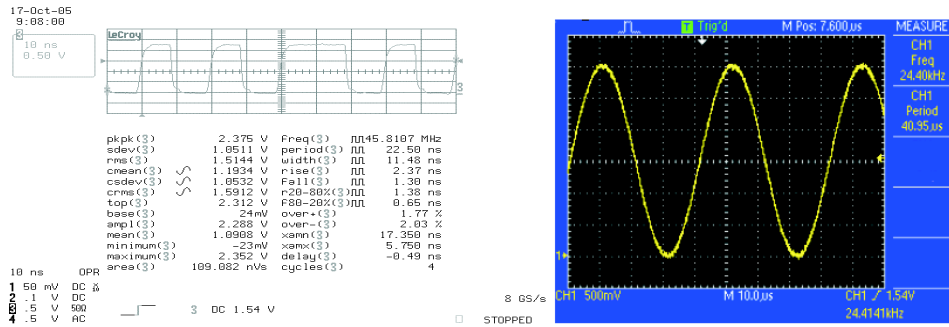 17-Oct-05
9:08:00
3
10 ns
0.50 V
LeCroy
3
pkpk(3) 2.375 V freq(3) 45.8107 MHz
sdev(3) 1.0511 V period(3) 22.50 ns
rms(3) 1.5144 V width(3) 11.48 ns
cmean(3) 1.1934 V rise(3) 2.37 ns
csdev(3) 1.0532 V fall(3) 1.30 ns
crms(3) 1.5912 V r20-80%(3) 1.38 ns
top(3) 2.312 V f80-20%(3) 0.65 ns
base(3) 24mV over+(3) 1.77 %
ampl(3) 2.288 V over-(3) 2.03 %
mean(3) 1.0908 V xamn(3) 17.350 ns
minimum(3) -23mV xamx(3) 5.750 ns
maximum(3) 2.352 V delay(3) -0.49 ns
area(3) 109.082 nVs cycles(3) 4
10 ns OPR
1 50 mV DC
2 .1 V DC
3 .5 V 50Ω
4 .5 V AC
3 DC 1.54 V
8 GS/s
STOPPED
T Trig'd M Pos: 7.600us MEASURE
CH1
Freq
24.40kHz
CH1
Period
40.95us
1
CH1 500mV M 10.0us CH1 / 1.54V
24.4141kHz